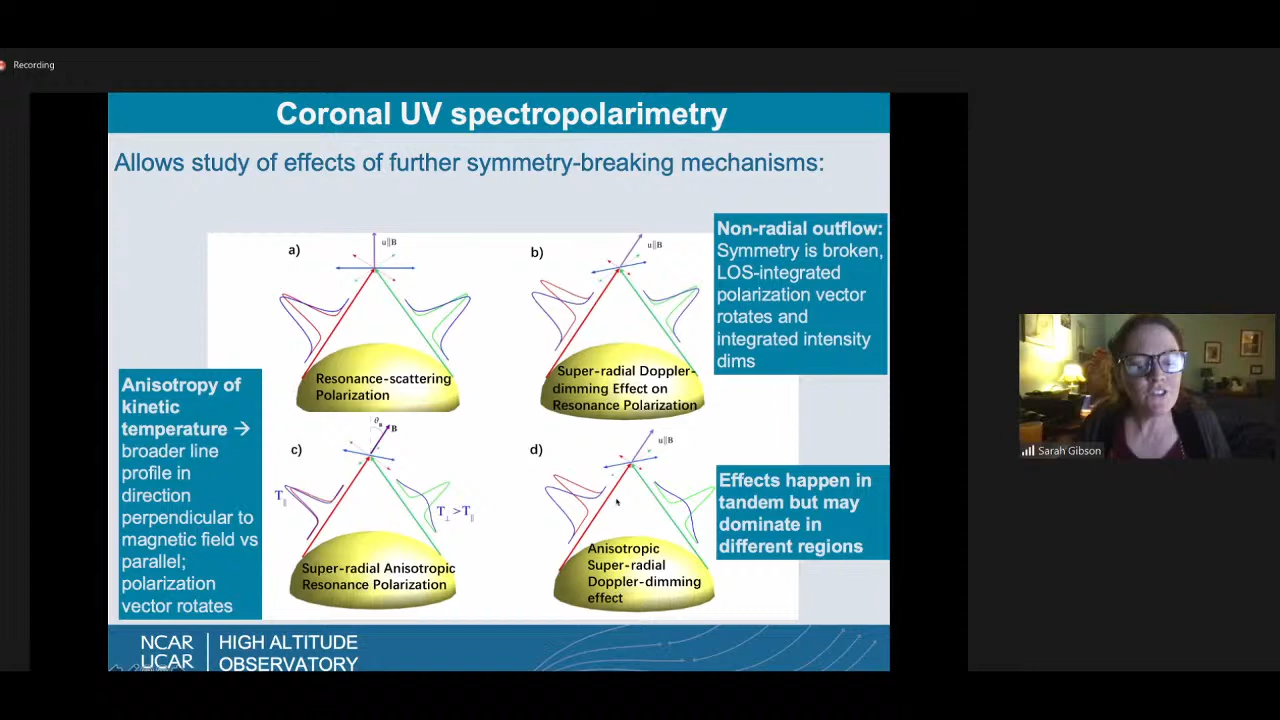 Recording
Coronal UV spectropolarimetry
Allows study of effects of further symmetry-breaking mechanisms:
Non-radial outflow:
Symmetry is broken,
LOS-integrated
polarization vector
rotates and
integrated intensity
dims
a)
u||B
b)
u||B
Resonance-scattering
Polarization
Super-radial Doppler-
dimming Effect on
Resonance Polarization
Anisotropy of
kinetic
temperature →
broader line
profile in
direction
perpendicular to
magnetic field vs
parallel;
polarization
vector rotates
c)
θB
B
T||
T⊥>T||
Super-radial Anisotropic
Resonance Polarization
d)
u||B
Anisotropic
Super-radial
Doppler-dimming
effect
Effects happen in
tandem but may
dominate in
different regions
Sarah Gibson
NCAR
UCAR
HIGH ALTITUDE
OBSERVATORY